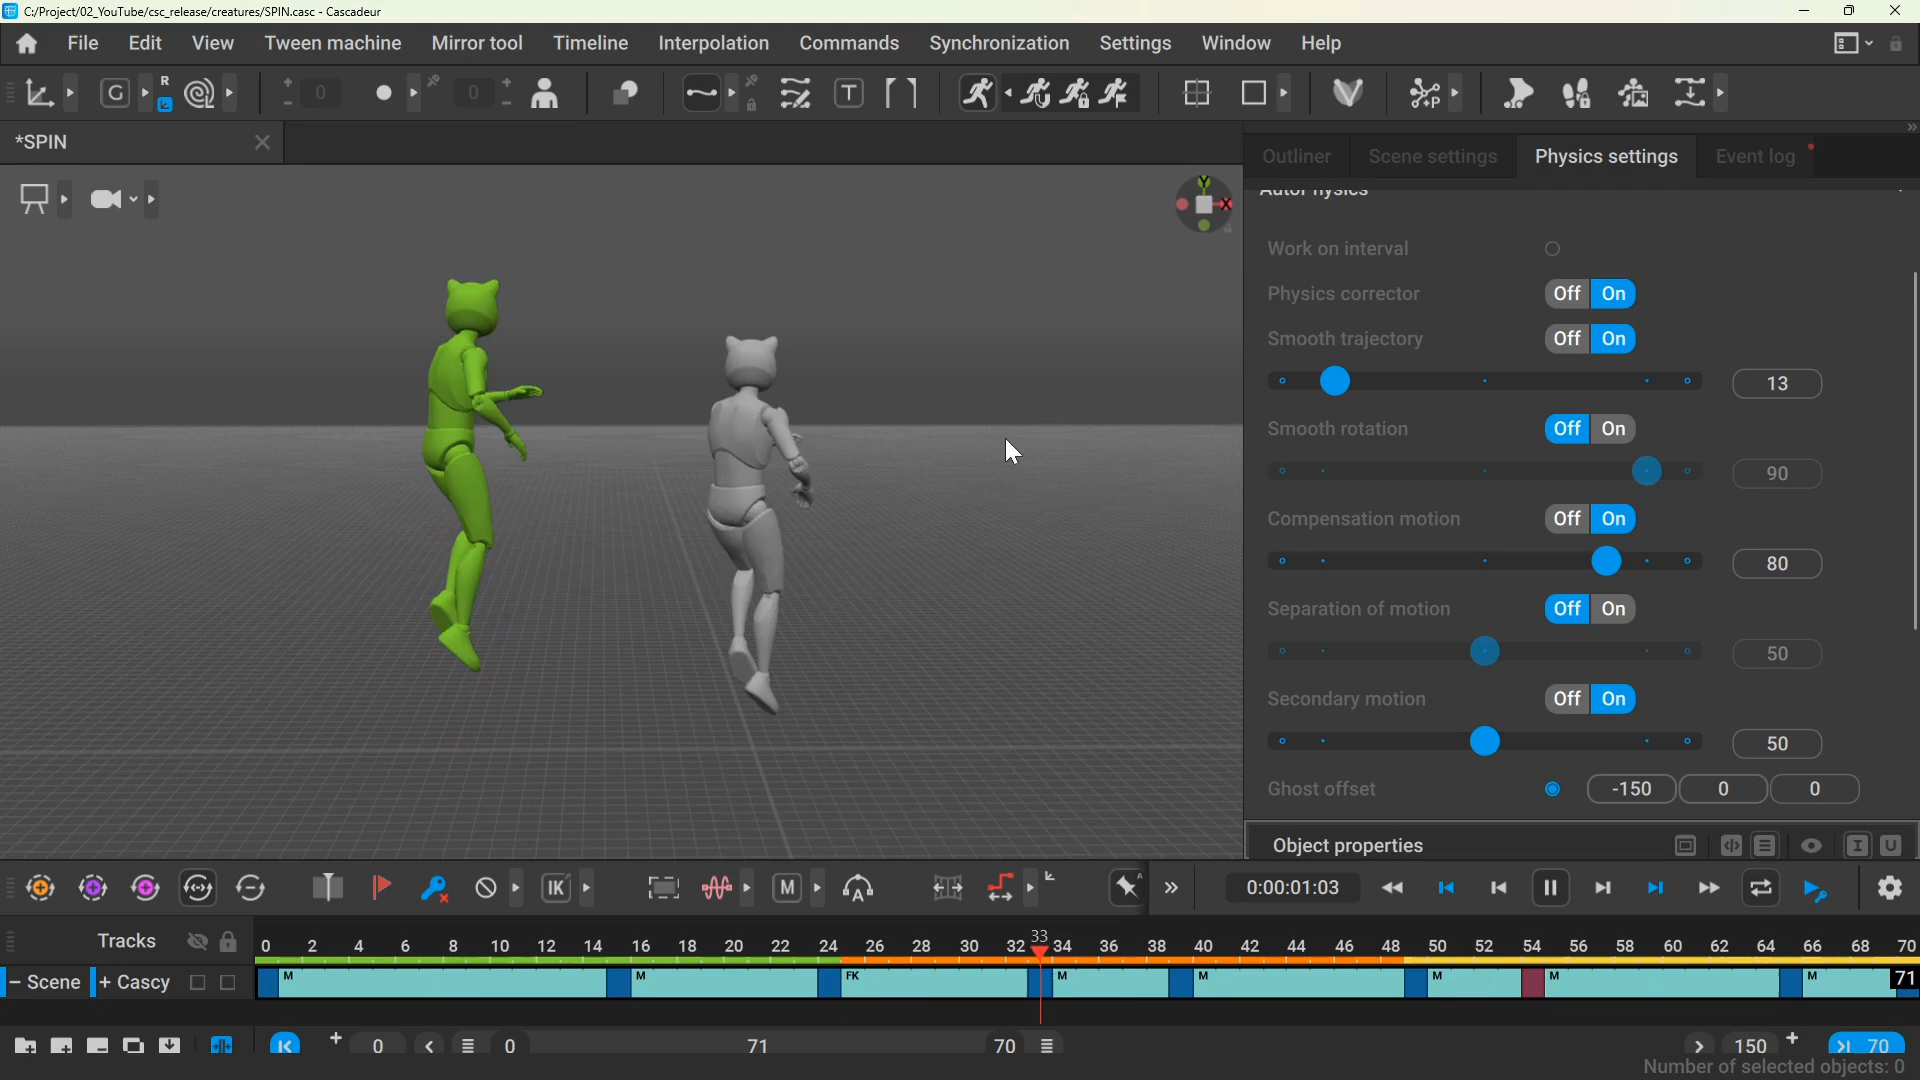 C:/Project/02_YouTube/csc_release/creatures/SPIN.casc - Cascadeur
File Edit View Tween machine Mirror tool Timeline Interpolation Commands Synchronization Settings Window Help
G R 0 0 T P
*SPIN
Outliner Scene settings Physics settings Event log
Y X
AutoPhysics
Work on interval
Physics corrector Off On
Smooth trajectory Off On
13
Smooth rotation Off On
90
Compensation motion Off On
80
Separation of motion Off On
50
Secondary motion Off On
50
Ghost offset -150 0 0
Object properties I U
IK M A A 0:00:01:03
Tracks 0 2 4 6 8 10 12 14 16 18 20 22 24 26 28 30 32 33 34 36 38 40 42 44 46 48 50 52 54 56 58 60 62 64 66 68 70
Scene + Cascy M M FK M M M M M 71
0 0 71 70 150 70
Number of selected objects: 0